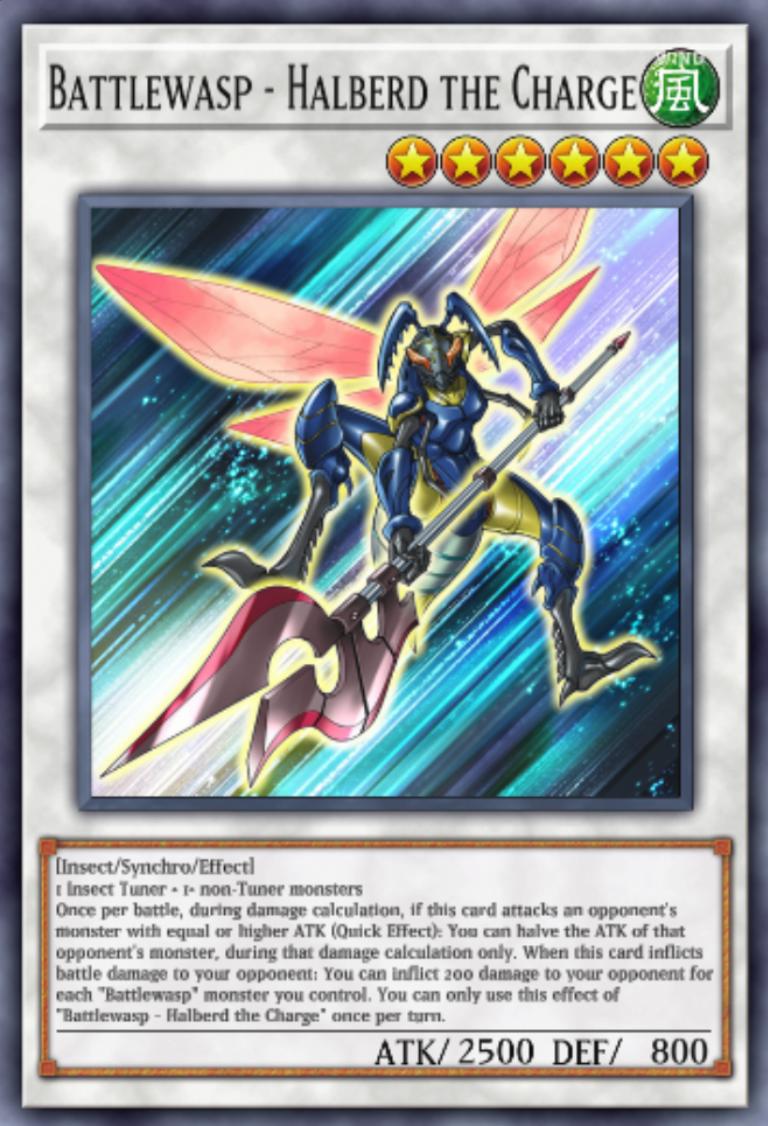 BATTLEWASP - HALBERD THE CHARGE
WIND
風
[Insect/Synchro/Effect]
1 Insect Tuner + 1+ non-Tuner monsters
Once per battle, during damage calculation, if this card attacks an opponent's
monster with equal or higher ATK (Quick Effect): You can halve the ATK of that
opponent's monster, during that damage calculation only. When this card inflicts
battle damage to your opponent: You can inflict 200 damage to your opponent for
each "Battlewasp" monster you control. You can only use this effect of
"Battlewasp - Halberd the Charge" once per turn.
ATK/ 2500 DEF/ 800